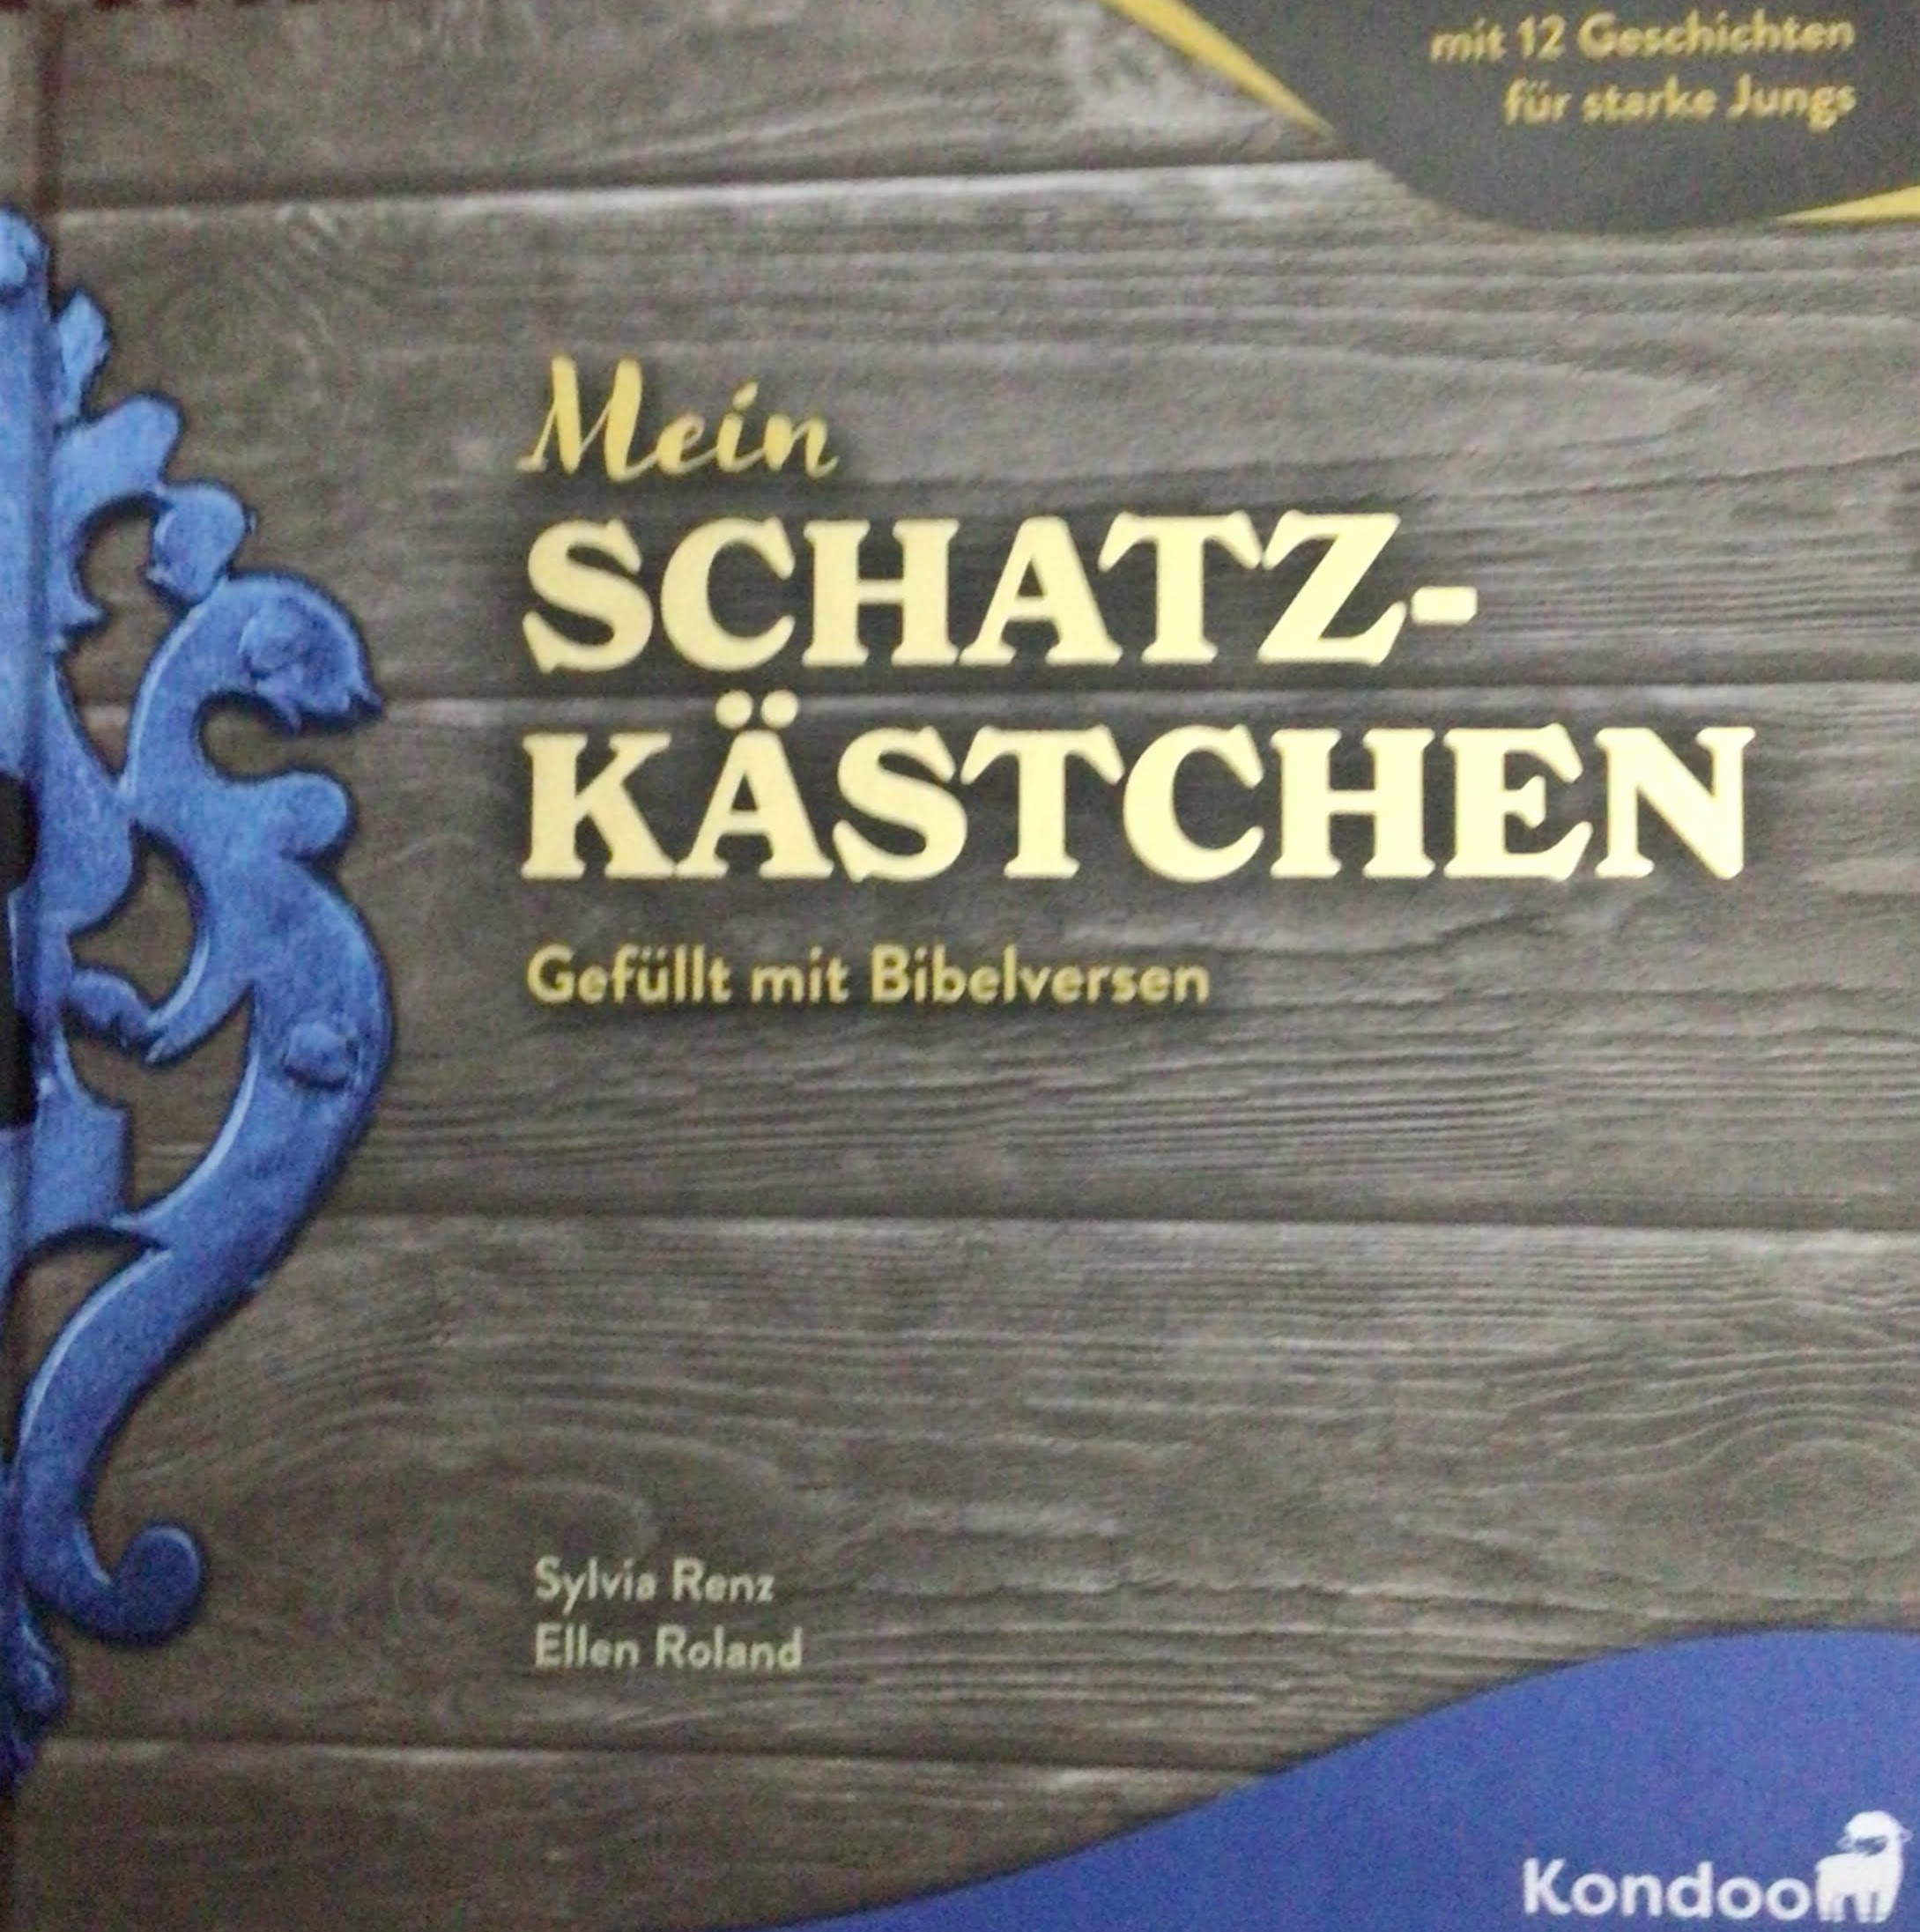 mit 12 Geschichten
für starke Jungs
Mein
SCHATZ-
KÄSTCHEN
Gefüllt mit Bibelversen
Sylvia Renz
Ellen Roland
Kondoo